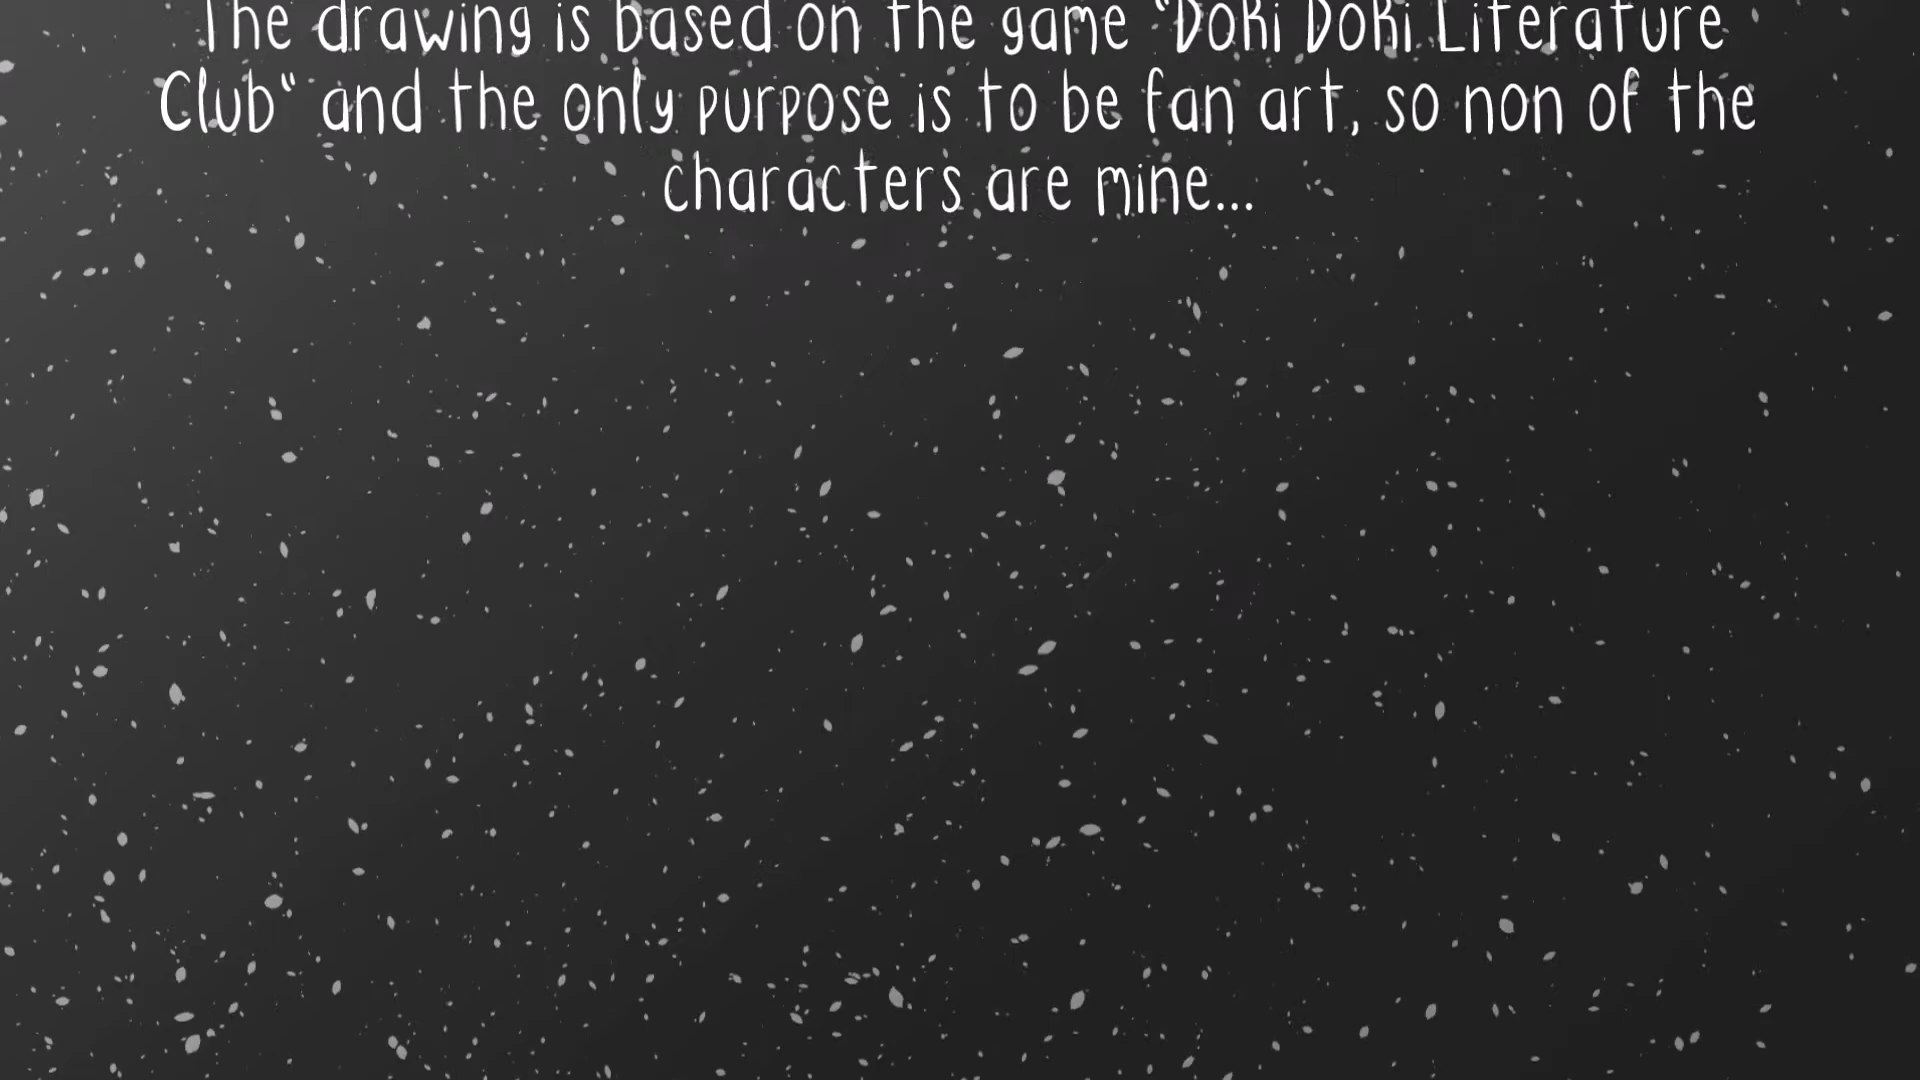 The drawing is based on the game "Doki Doki Literature
Club" and the only purpose is to be fan art, so non of the
characters are mine...